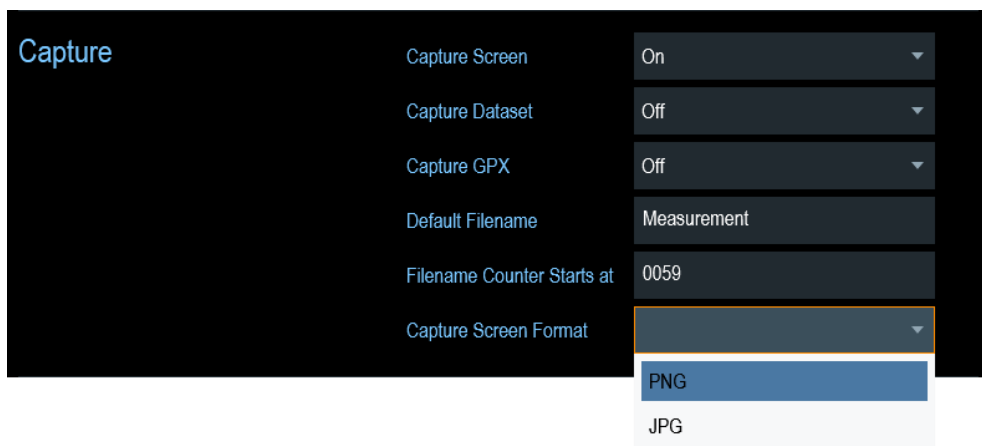 Capture
Capture Screen On
Capture Dataset Off
Capture GPX Off
Default Filename Measurement
Filename Counter Starts at 0059
Capture Screen Format
PNG
JPG